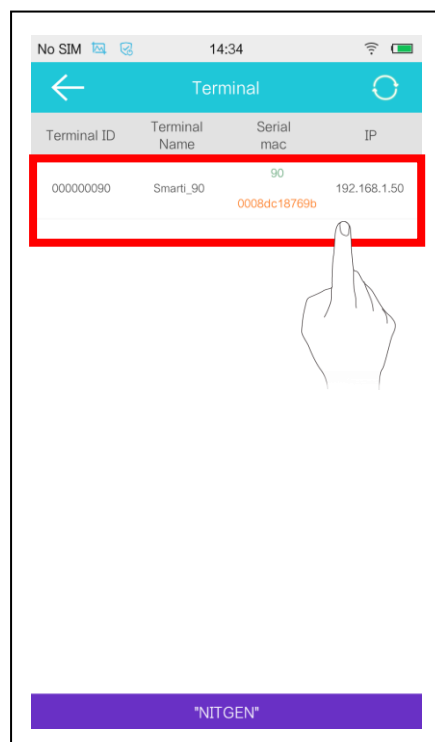 No SIM 14:34
Terminal
Terminal ID Terminal Name Serial mac IP
000000090 Smarti_90 90 0008dc18769b 192.168.1.50
"NITGEN"